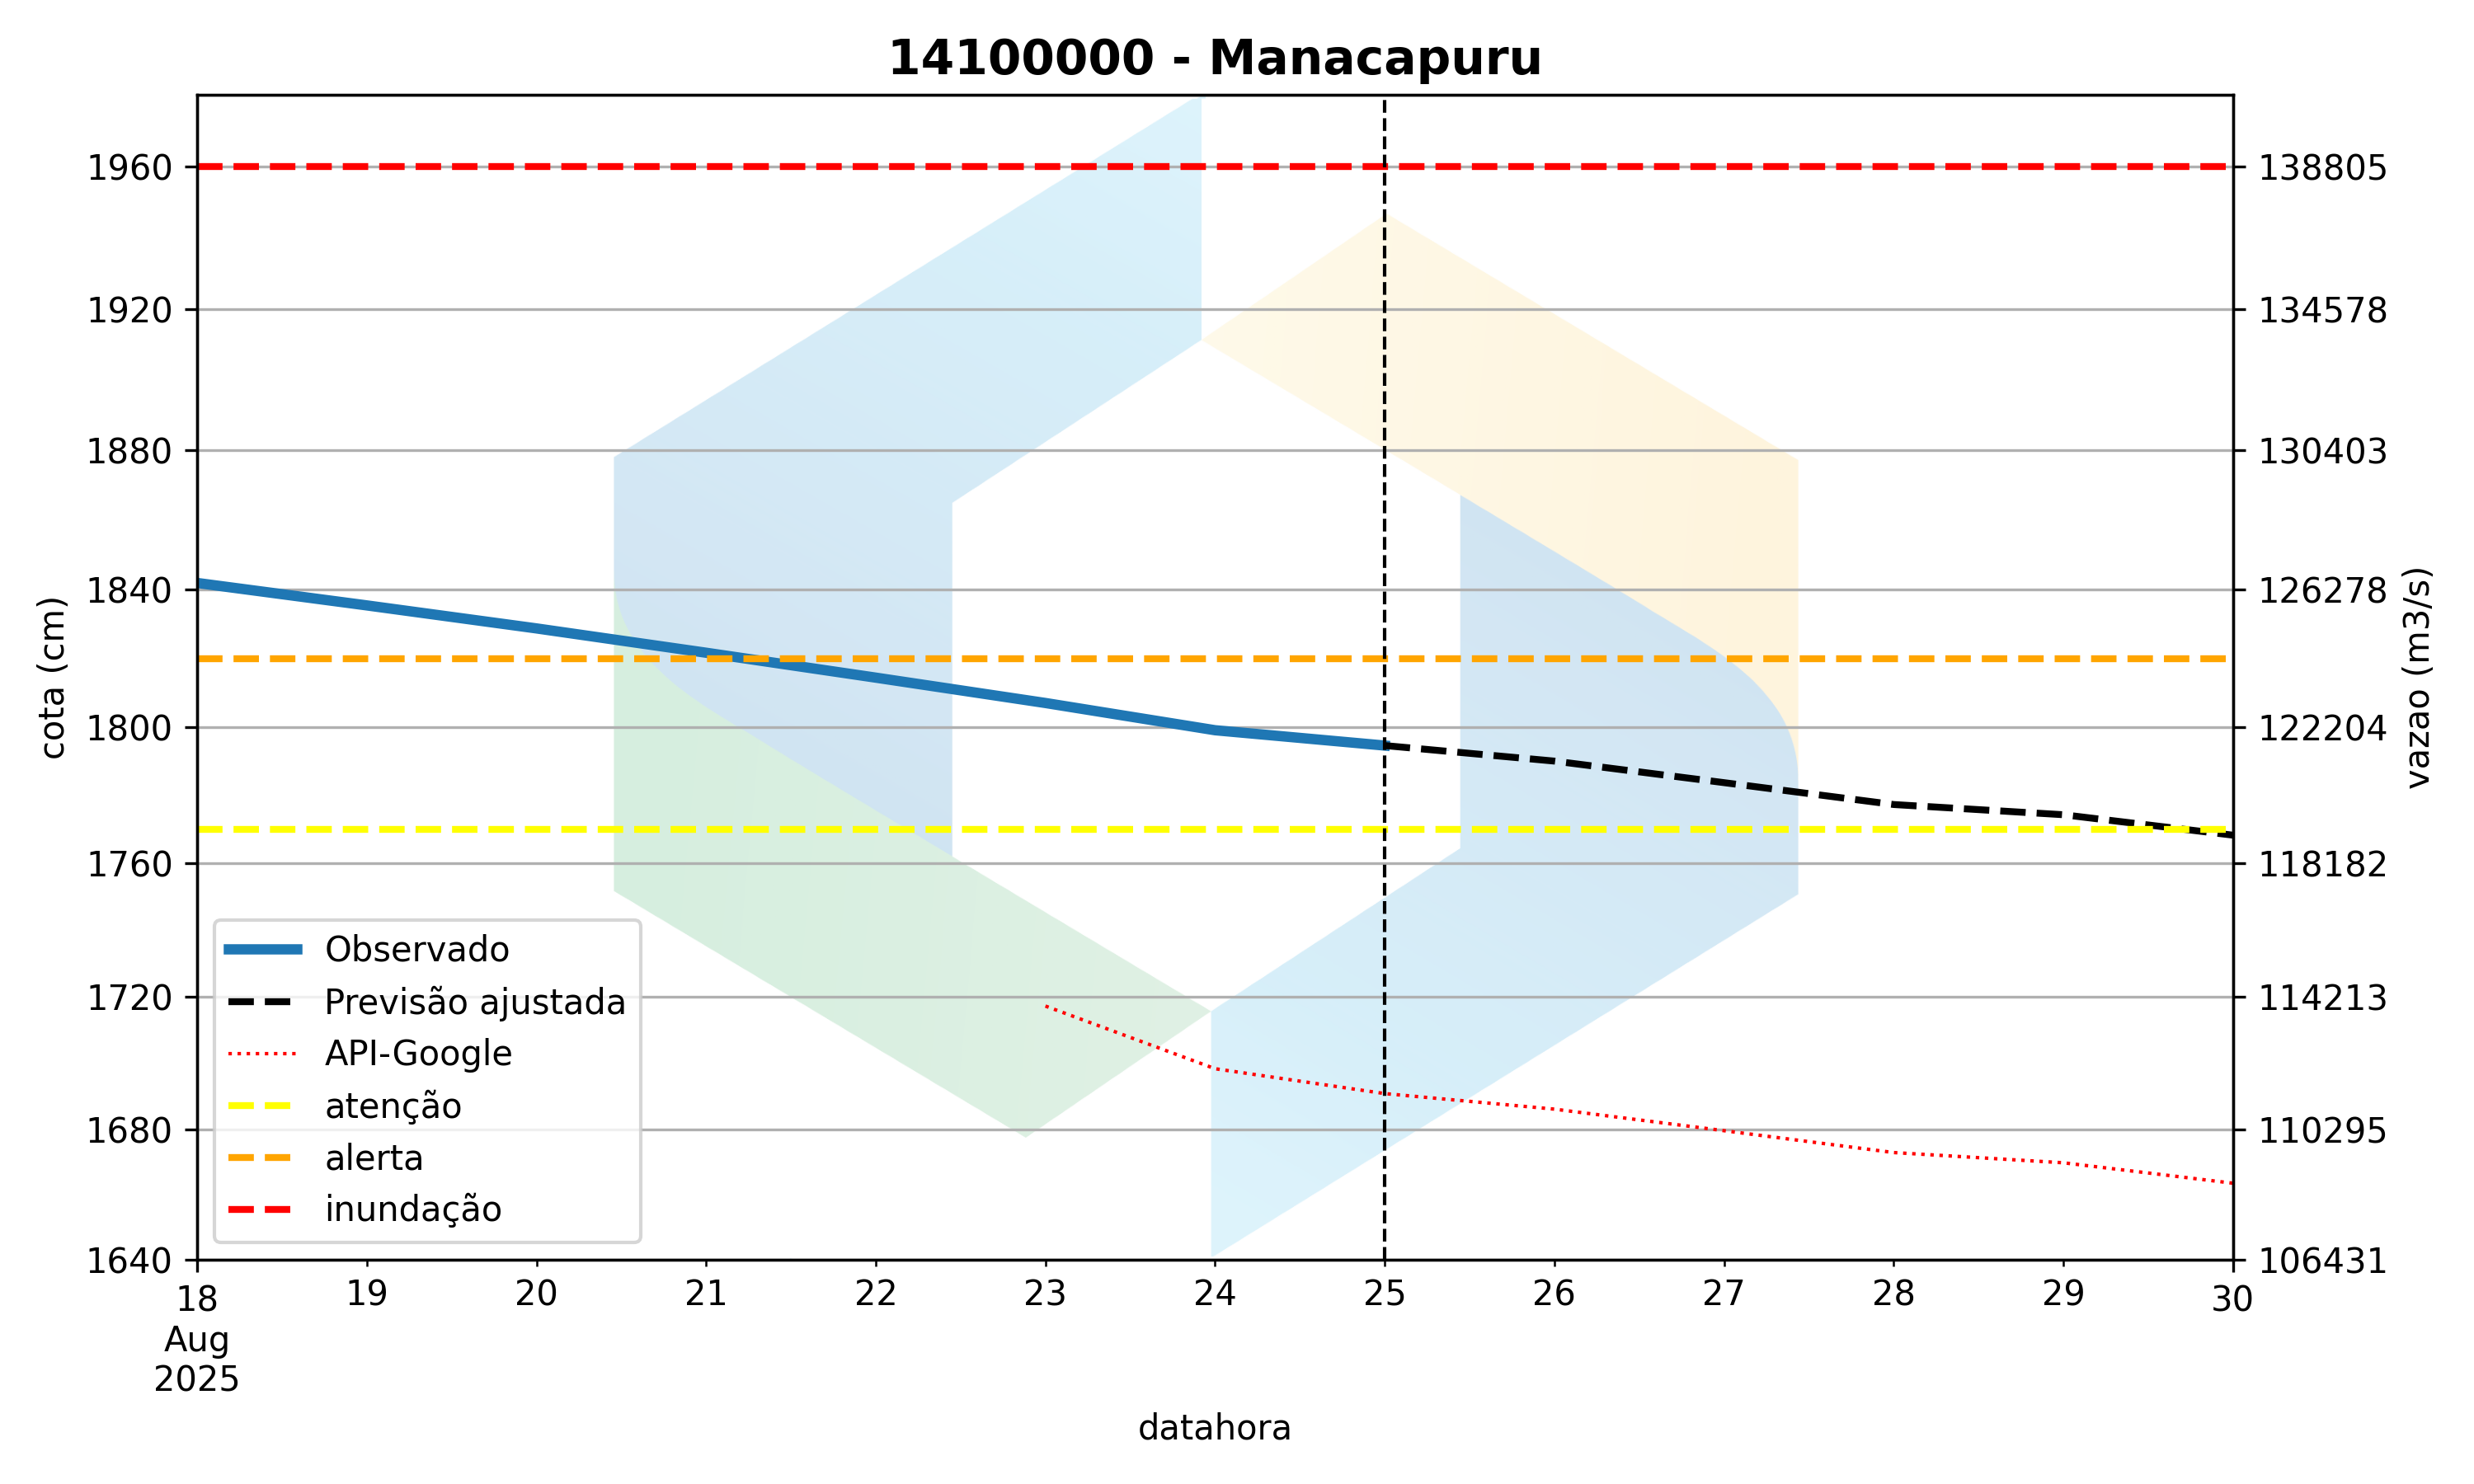 14100000 - Manacapuru
1960
1920
1880
1840
1800
1760
1720
1680
1640
cota (cm)
138805
134578
130403
126278
122204
118182
114213
110295
106431
vazao (m3/s)
Observado
Previsão ajustada
API-Google
atenção
alerta
inundação
18 19 20 21 22 23 24 25 26 27 28 29 30
Aug
2025
datahora